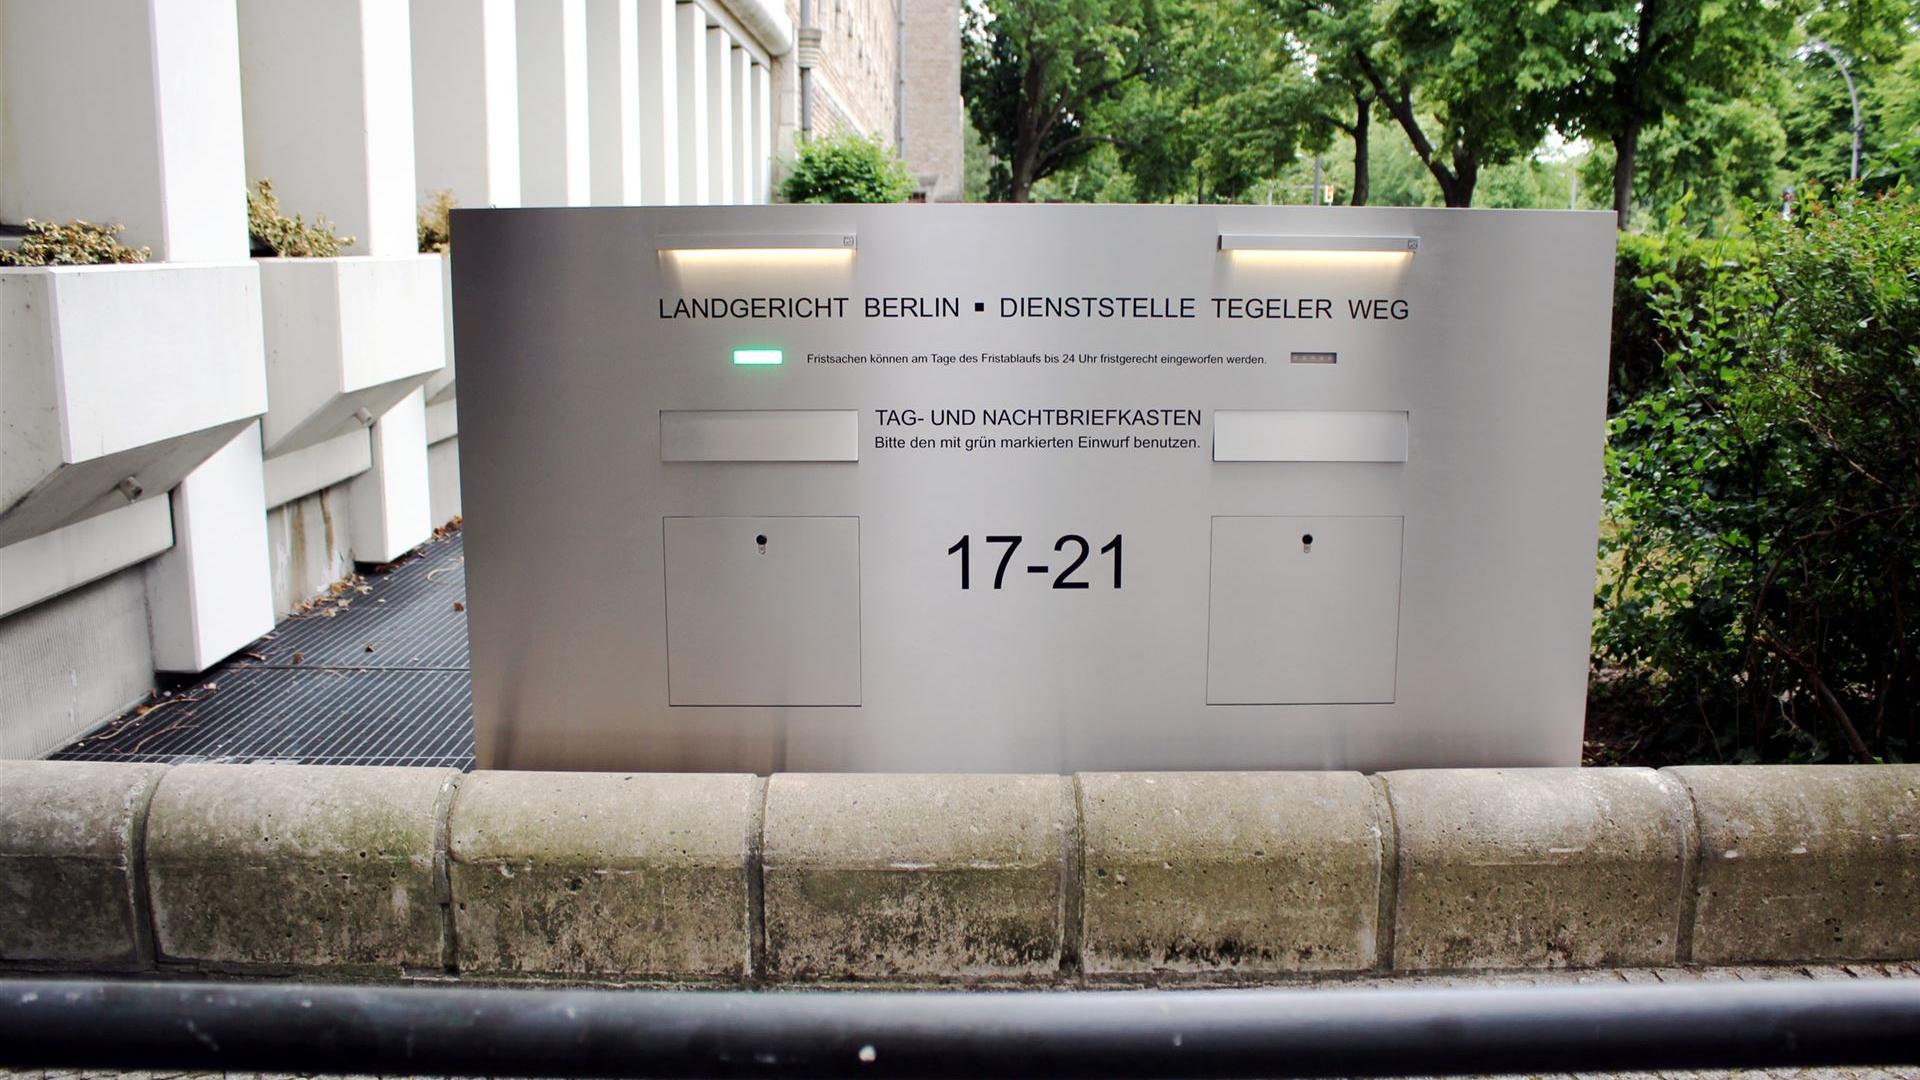 LANDGERICHT BERLIN ▪ DIENSTSTELLE TEGELER WEG
Fristsachen können am Tage des Fristablaufs bis 24 Uhr fristgerecht eingeworfen werden.
TAG- UND NACHTBRIEFKASTEN
Bitte den mit grün markierten Einwurf benutzen.
17-21